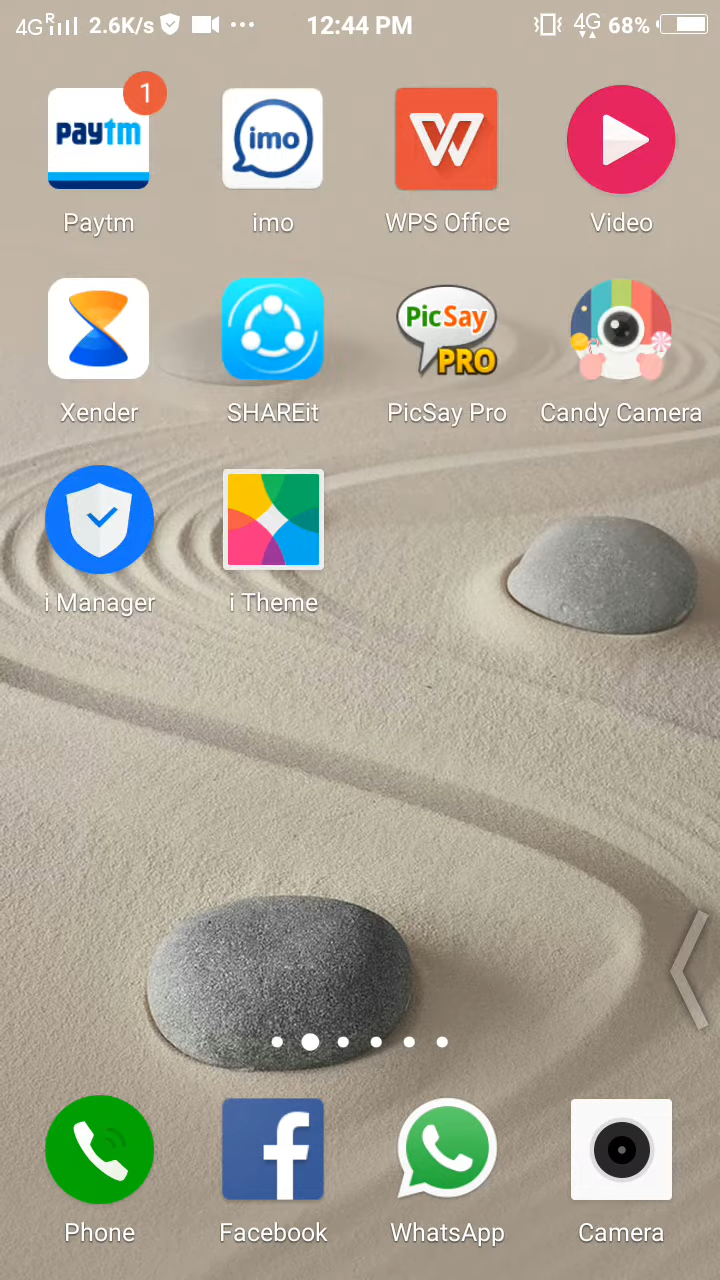 4G R 2.6K/s 12:44 PM 4G 68%
1
paytm imo W
Paytm imo WPS Office Video
PicSay
PRO
Xender SHAREit PicSay Pro Candy Camera
i Manager i Theme
f
Phone Facebook WhatsApp Camera